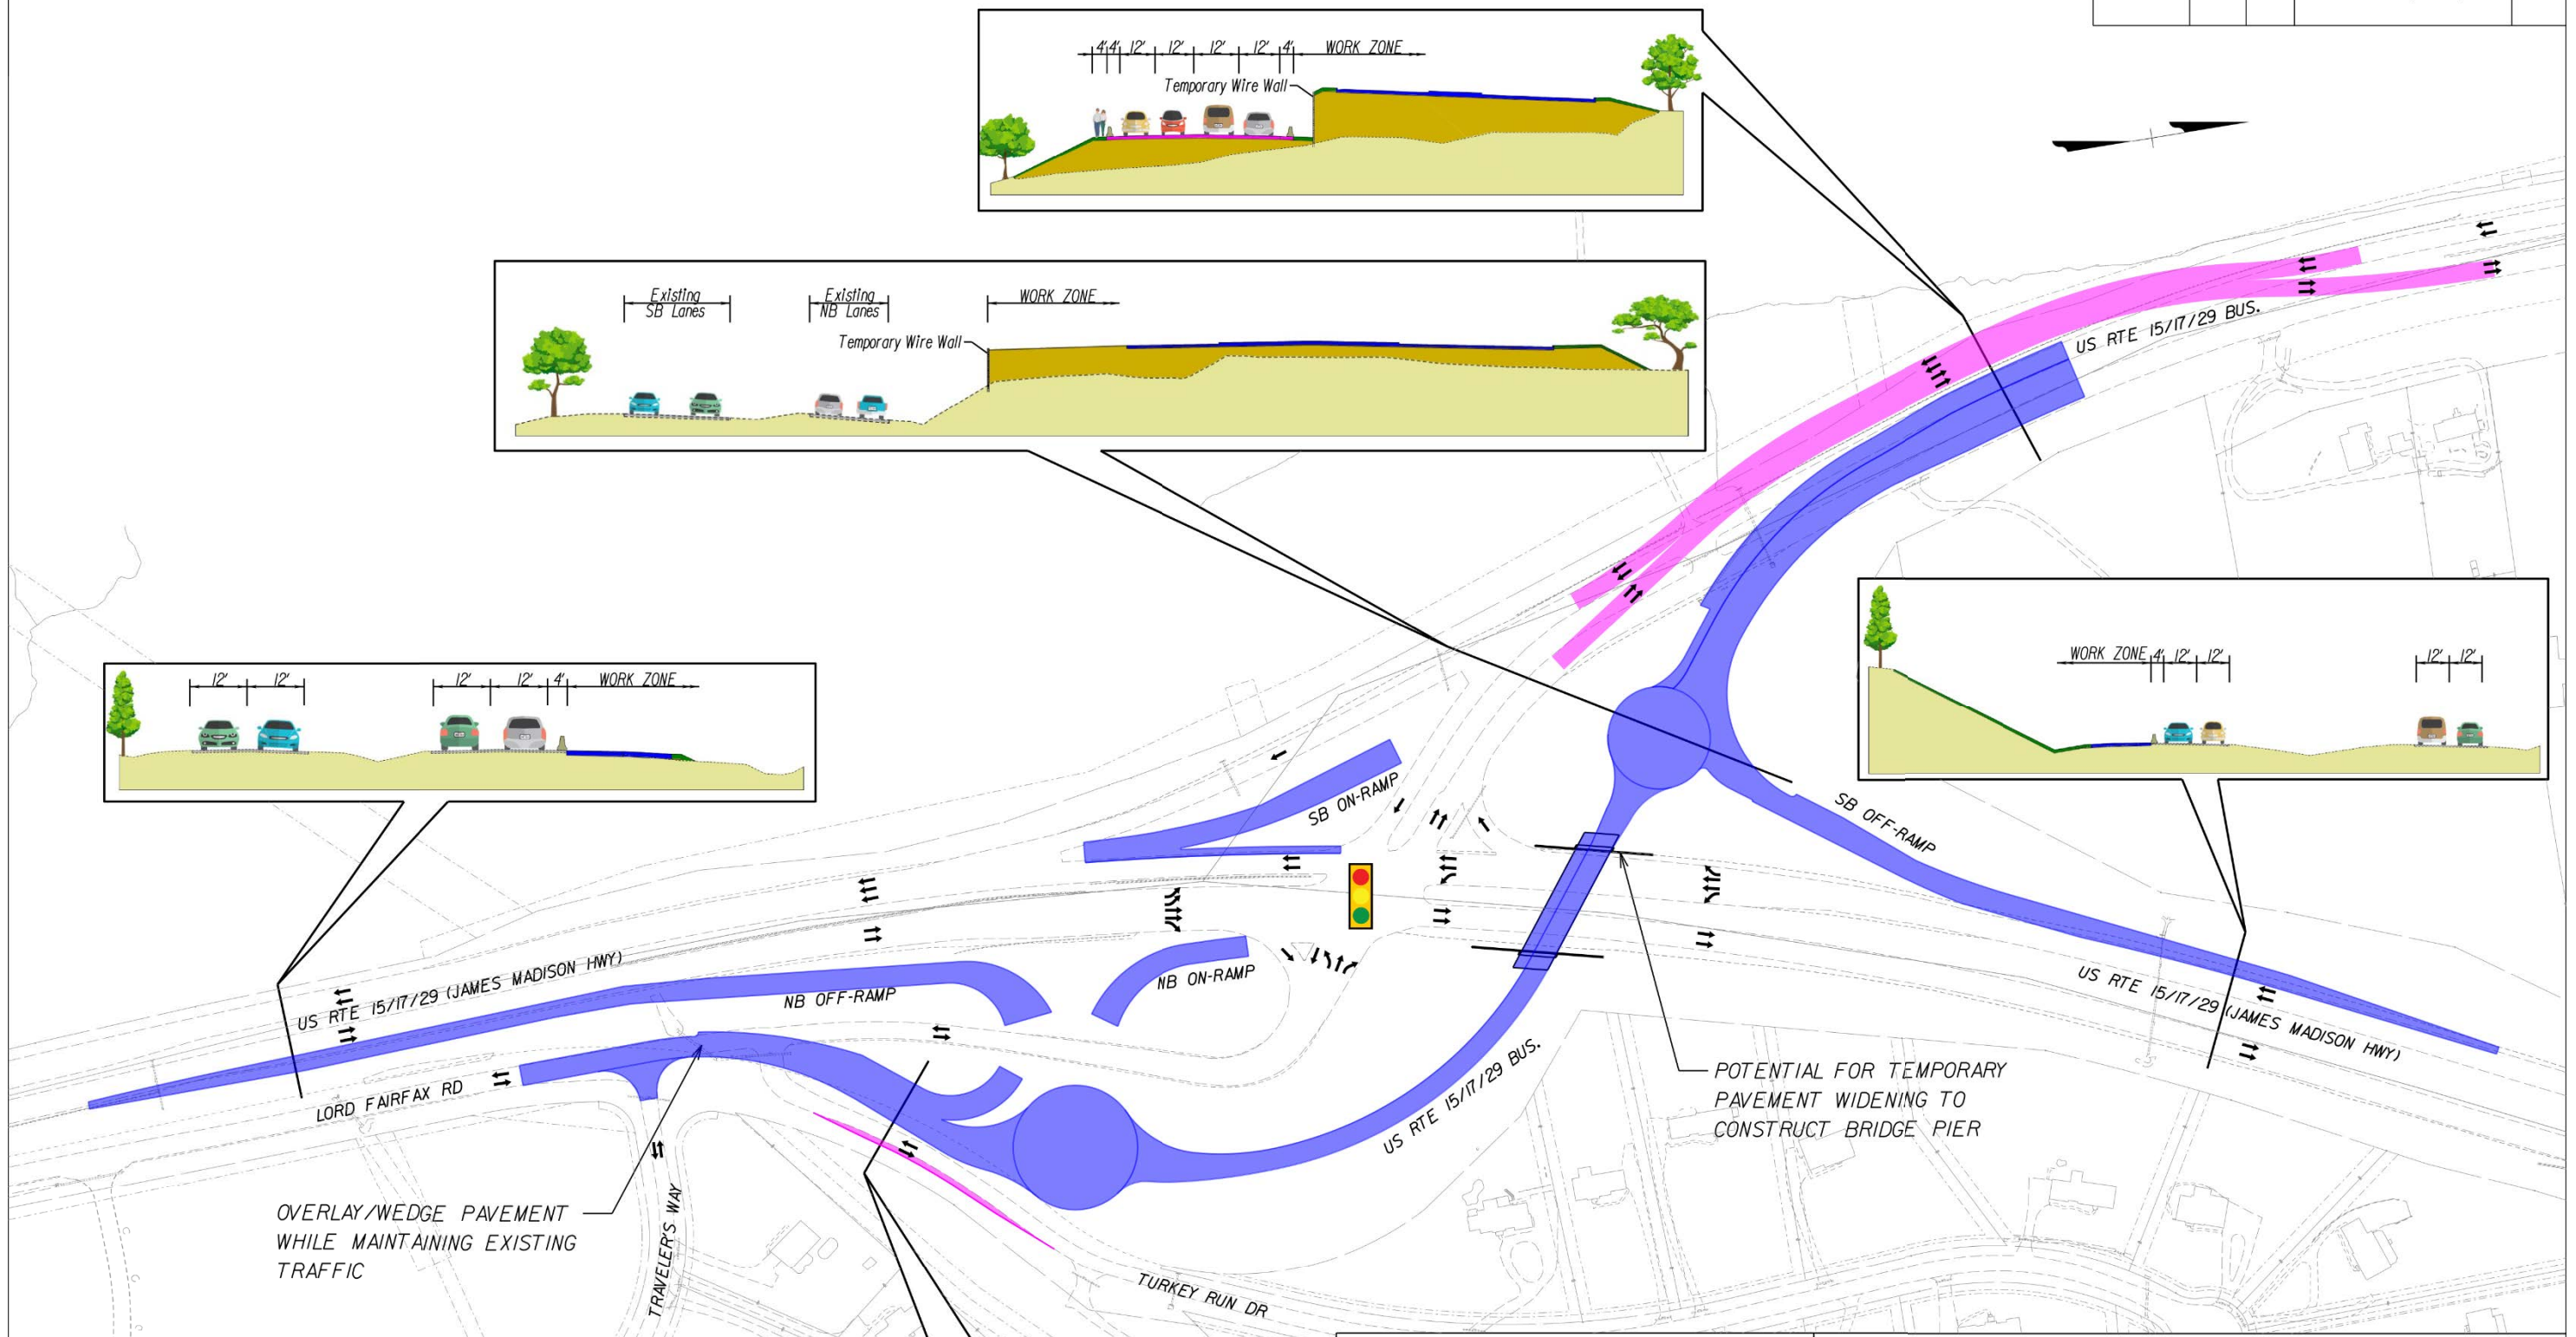 4' 4' 12' 12' 12' 12' 4' WORK ZONE
Temporary Wire Wall
Existing
SB Lanes
Existing
NB Lanes
WORK ZONE
Temporary Wire Wall
US RTE 15/17/29 BUS.
12' 12' 12' 12' 4' WORK ZONE
WORK ZONE 4' 12' 12' 12' 12'
SB ON-RAMP
SB OFF-RAMP
NB ON-RAMP
NB OFF-RAMP
US RTE 15/17/29 (JAMES MADISON HWY)
US RTE 15/17/29 (JAMES MADISON HWY)
LORD FAIRFAX RD
US RTE 15/17/29 BUS.
POTENTIAL FOR TEMPORARY
PAVEMENT WIDENING TO
CONSTRUCT BRIDGE PIER
OVERLAY/WEDGE PAVEMENT
WHILE MAINTAINING EXISTING
TRAFFIC
TRAVELER'S WAY
TURKEY RUN DR